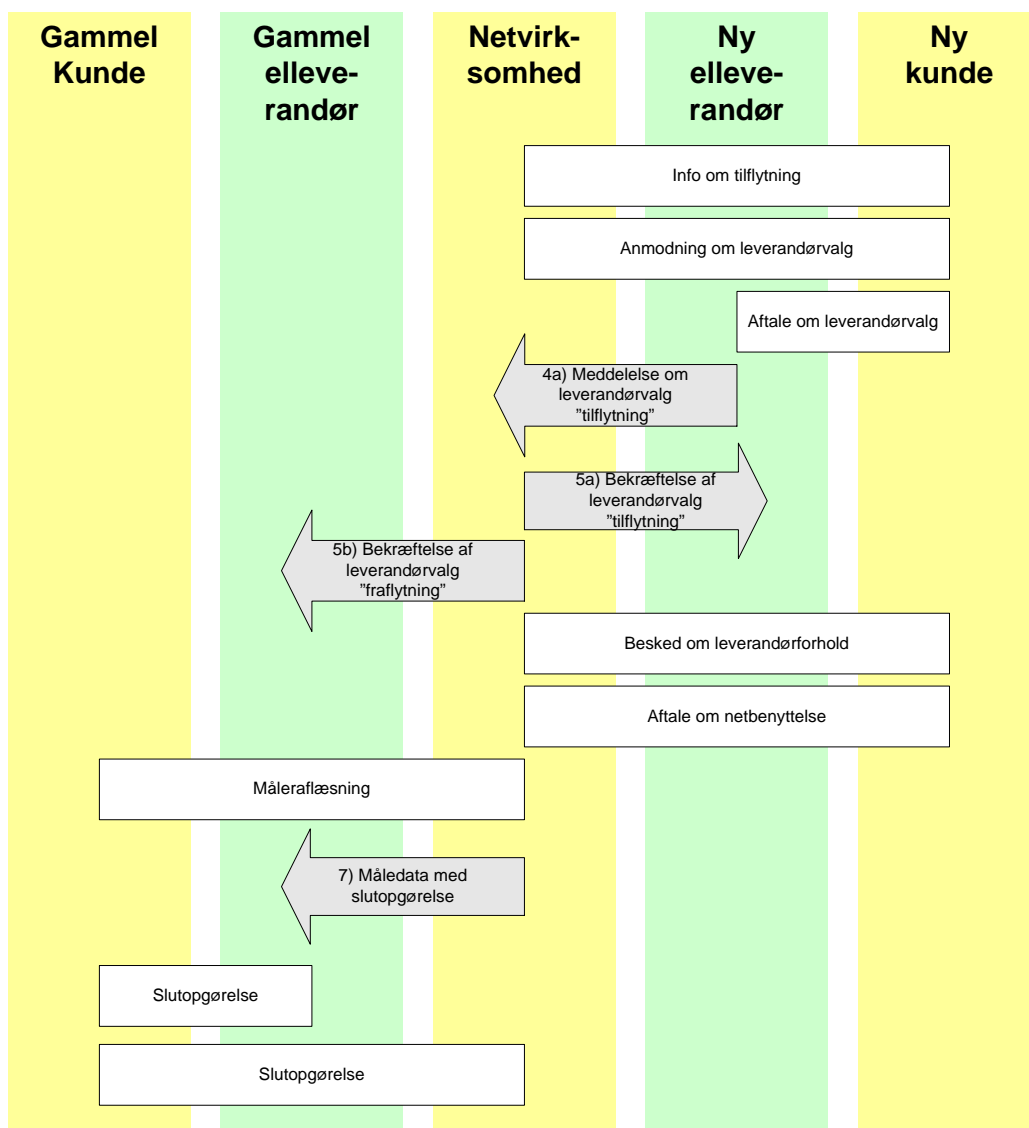 Gammel
Kunde
Gammel
elleve-
randør
Netvirk-
somhed
Ny
elleve-
randør
Ny
kunde
Info om tilflytning
Anmodning om leverandørvalg
Aftale om leverandørvalg
4a) Meddelelse om
leverandørvalg
”tilflytning”
5a) Bekræftelse af
leverandørvalg
”tilflytning”
5b) Bekræftelse af
leverandørvalg
”fraflytning”
Besked om leverandørforhold
Aftale om netbenyttelse
Måleraflæsning
7) Måledata med
slutopgørelse
Slutopgørelse
Slutopgørelse